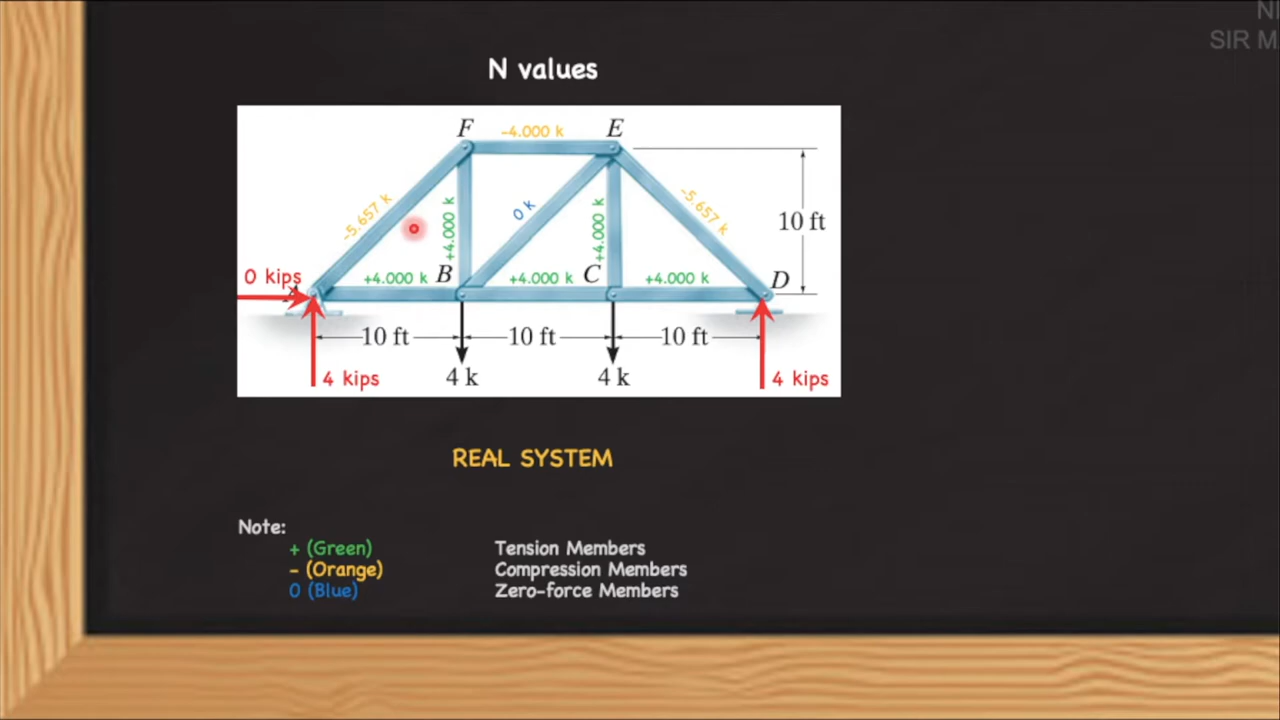 N
SIR M
N values
F
-4.000 k
E
-5.657 k
+4.000 k
0 k
+4.000 k
-5.657 k
10 ft
0 kips
+4.000 k
B
+4.000 k
C
+4.000 k
D
10 ft
10 ft
10 ft
4 kips
4 k
4 k
4 kips
REAL SYSTEM
Note:
+ (Green) Tension Members
- (Orange) Compression Members
0 (Blue) Zero-force Members